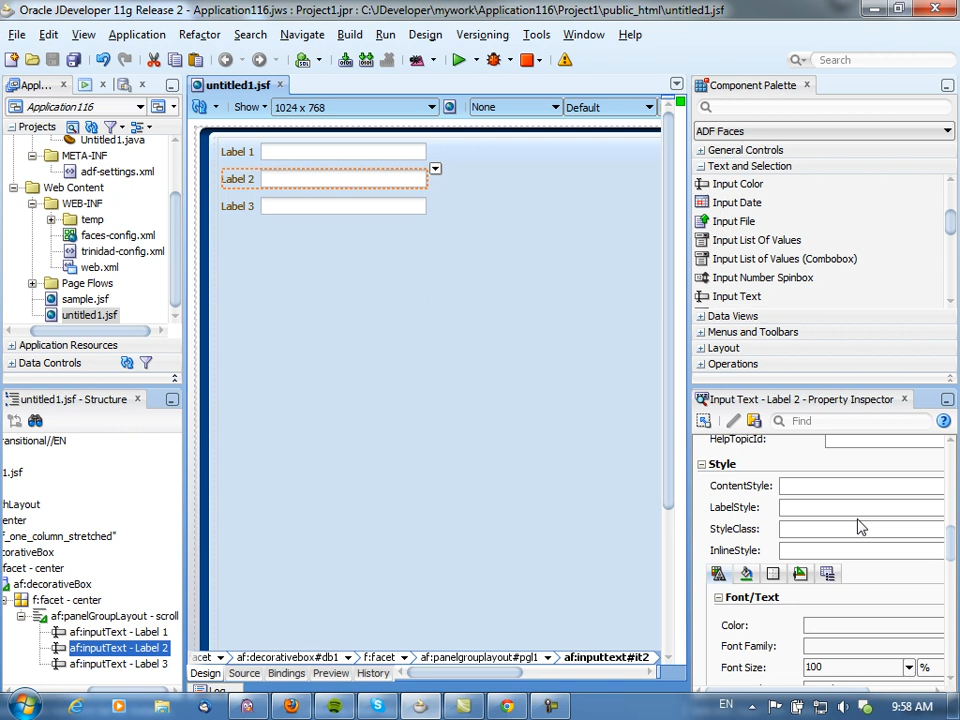 Oracle JDeveloper 11g Release 2 - Application116.jws : Project1.jpr : C:\JDeveloper\mywork\Application116\Project1\public_html\untitled1.jsf
File Edit View Application Refactor Search Navigate Build Run Design Versioning Tools Window Help
Search
Appl...
untitled1.jsf
Component Palette
Application116
Show
1024 x 768
None
Default
Projects
ADF Faces
Untitled1.java
META-INF
adf-settings.xml
Web Content
WEB-INF
temp
faces-config.xml
trinidad-config.xml
web.xml
Page Flows
sample.jsf
untitled1.jsf
Application Resources
Data Controls
Label 1
Label 2
Label 3
General Controls
Text and Selection
Input Color
Input Date
Input File
Input List Of Values
Input List of Values (Combobox)
Input Number Spinbox
Input Text
Data Views
Menus and Toolbars
Layout
Operations
untitled1.jsf - Structure
ransitional//EN
1.jsf
hLayout
enter
f_one_column_stretched"
corativeBox
:facet - center
af:decorativeBox
f:facet - center
af:panelGroupLayout - scroll
af:inputText - Label 1
af:inputText - Label 2
af:inputText - Label 3
Input Text - Label 2 - Property Inspector
Find
HelpTopicId:
Style
ContentStyle:
LabelStyle:
StyleClass:
InlineStyle:
Font/Text
Color:
Font Family:
Font Size: 100 %
acet af:decorativebox#db1 f:facet af:panelgrouplayout#pgl1 af:inputtext#it2
Design Source Bindings Preview History
Log
EN 9:58 AM